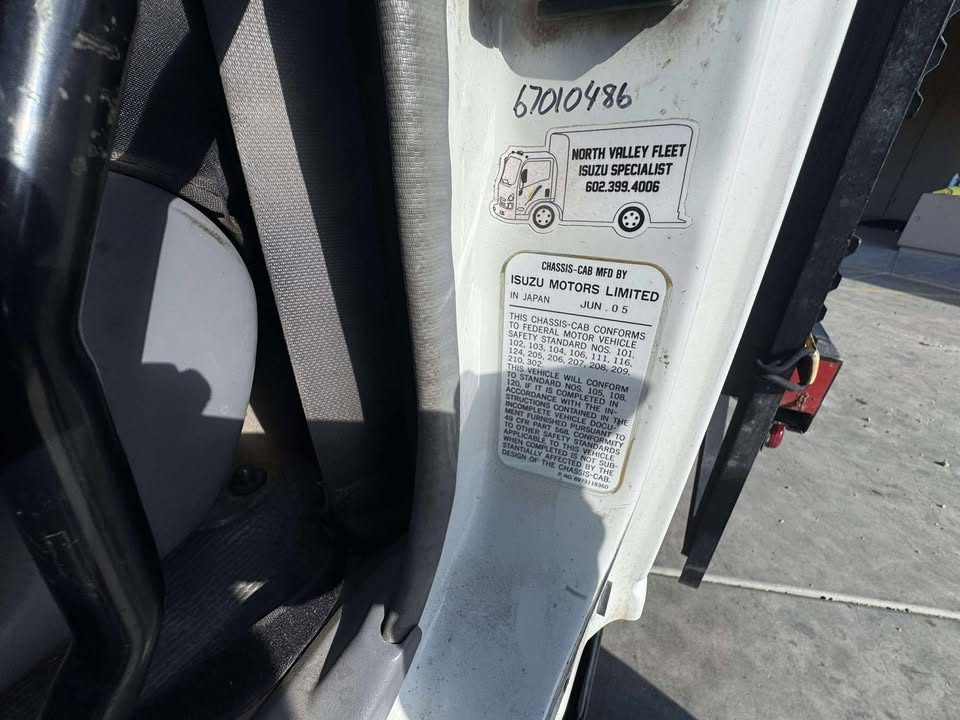 67010486
NORTH VALLEY FLEET
ISUZU SPECIALIST
602.399.4006
CHASSIS-CAB MFD BY
ISUZU MOTORS LIMITED
IN JAPAN JUN.05
THIS CHASSIS-CAB CONFORMS
TO FEDERAL MOTOR VEHICLE
SAFETY STANDARD NOS. 101,
102, 103, 104, 106, 111, 116,
124, 205, 206, 207, 208, 209,
210, 302.
THIS VEHICLE WILL CONFORM
TO STANDARD NOS. 105, 108,
120, IF IT IS COMPLETED IN
ACCORDANCE WITH THE IN-
STRUCTIONS CONTAINED IN THE
INCOMPLETE VEHICLE DOCU-
MENT FURNISHED PURSUANT TO
49 CFR PART 568. CONFORMITY
TO OTHER SAFETY STANDARDS
APPLICABLE TO THIS VEHICLE
WHEN COMPLETED IS NOT SUB-
STANTIALLY AFFECTED BY THE
DESIGN OF THE CHASSIS-CAB.
P. NO. 8973118360